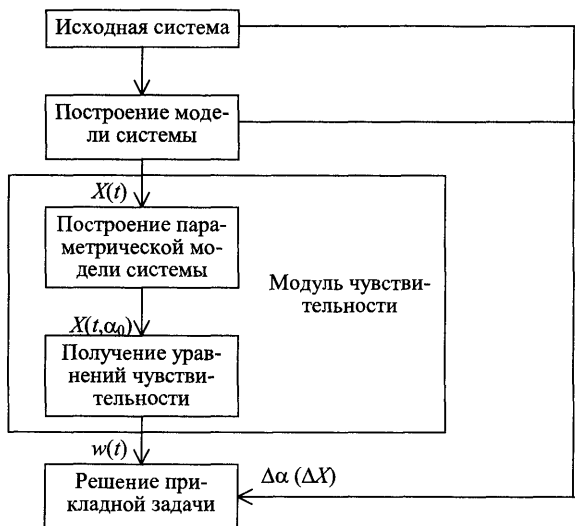 Исходная система
Построение моде-
ли системы
X(t)
Построение пара-
метрической мо-
дели системы
Модуль чувстви-
тельности
X(t,α₀)
Получение урав-
нений чувстви-
тельности
w(t)
Решение при-
кладной задачи
Δα (ΔX)